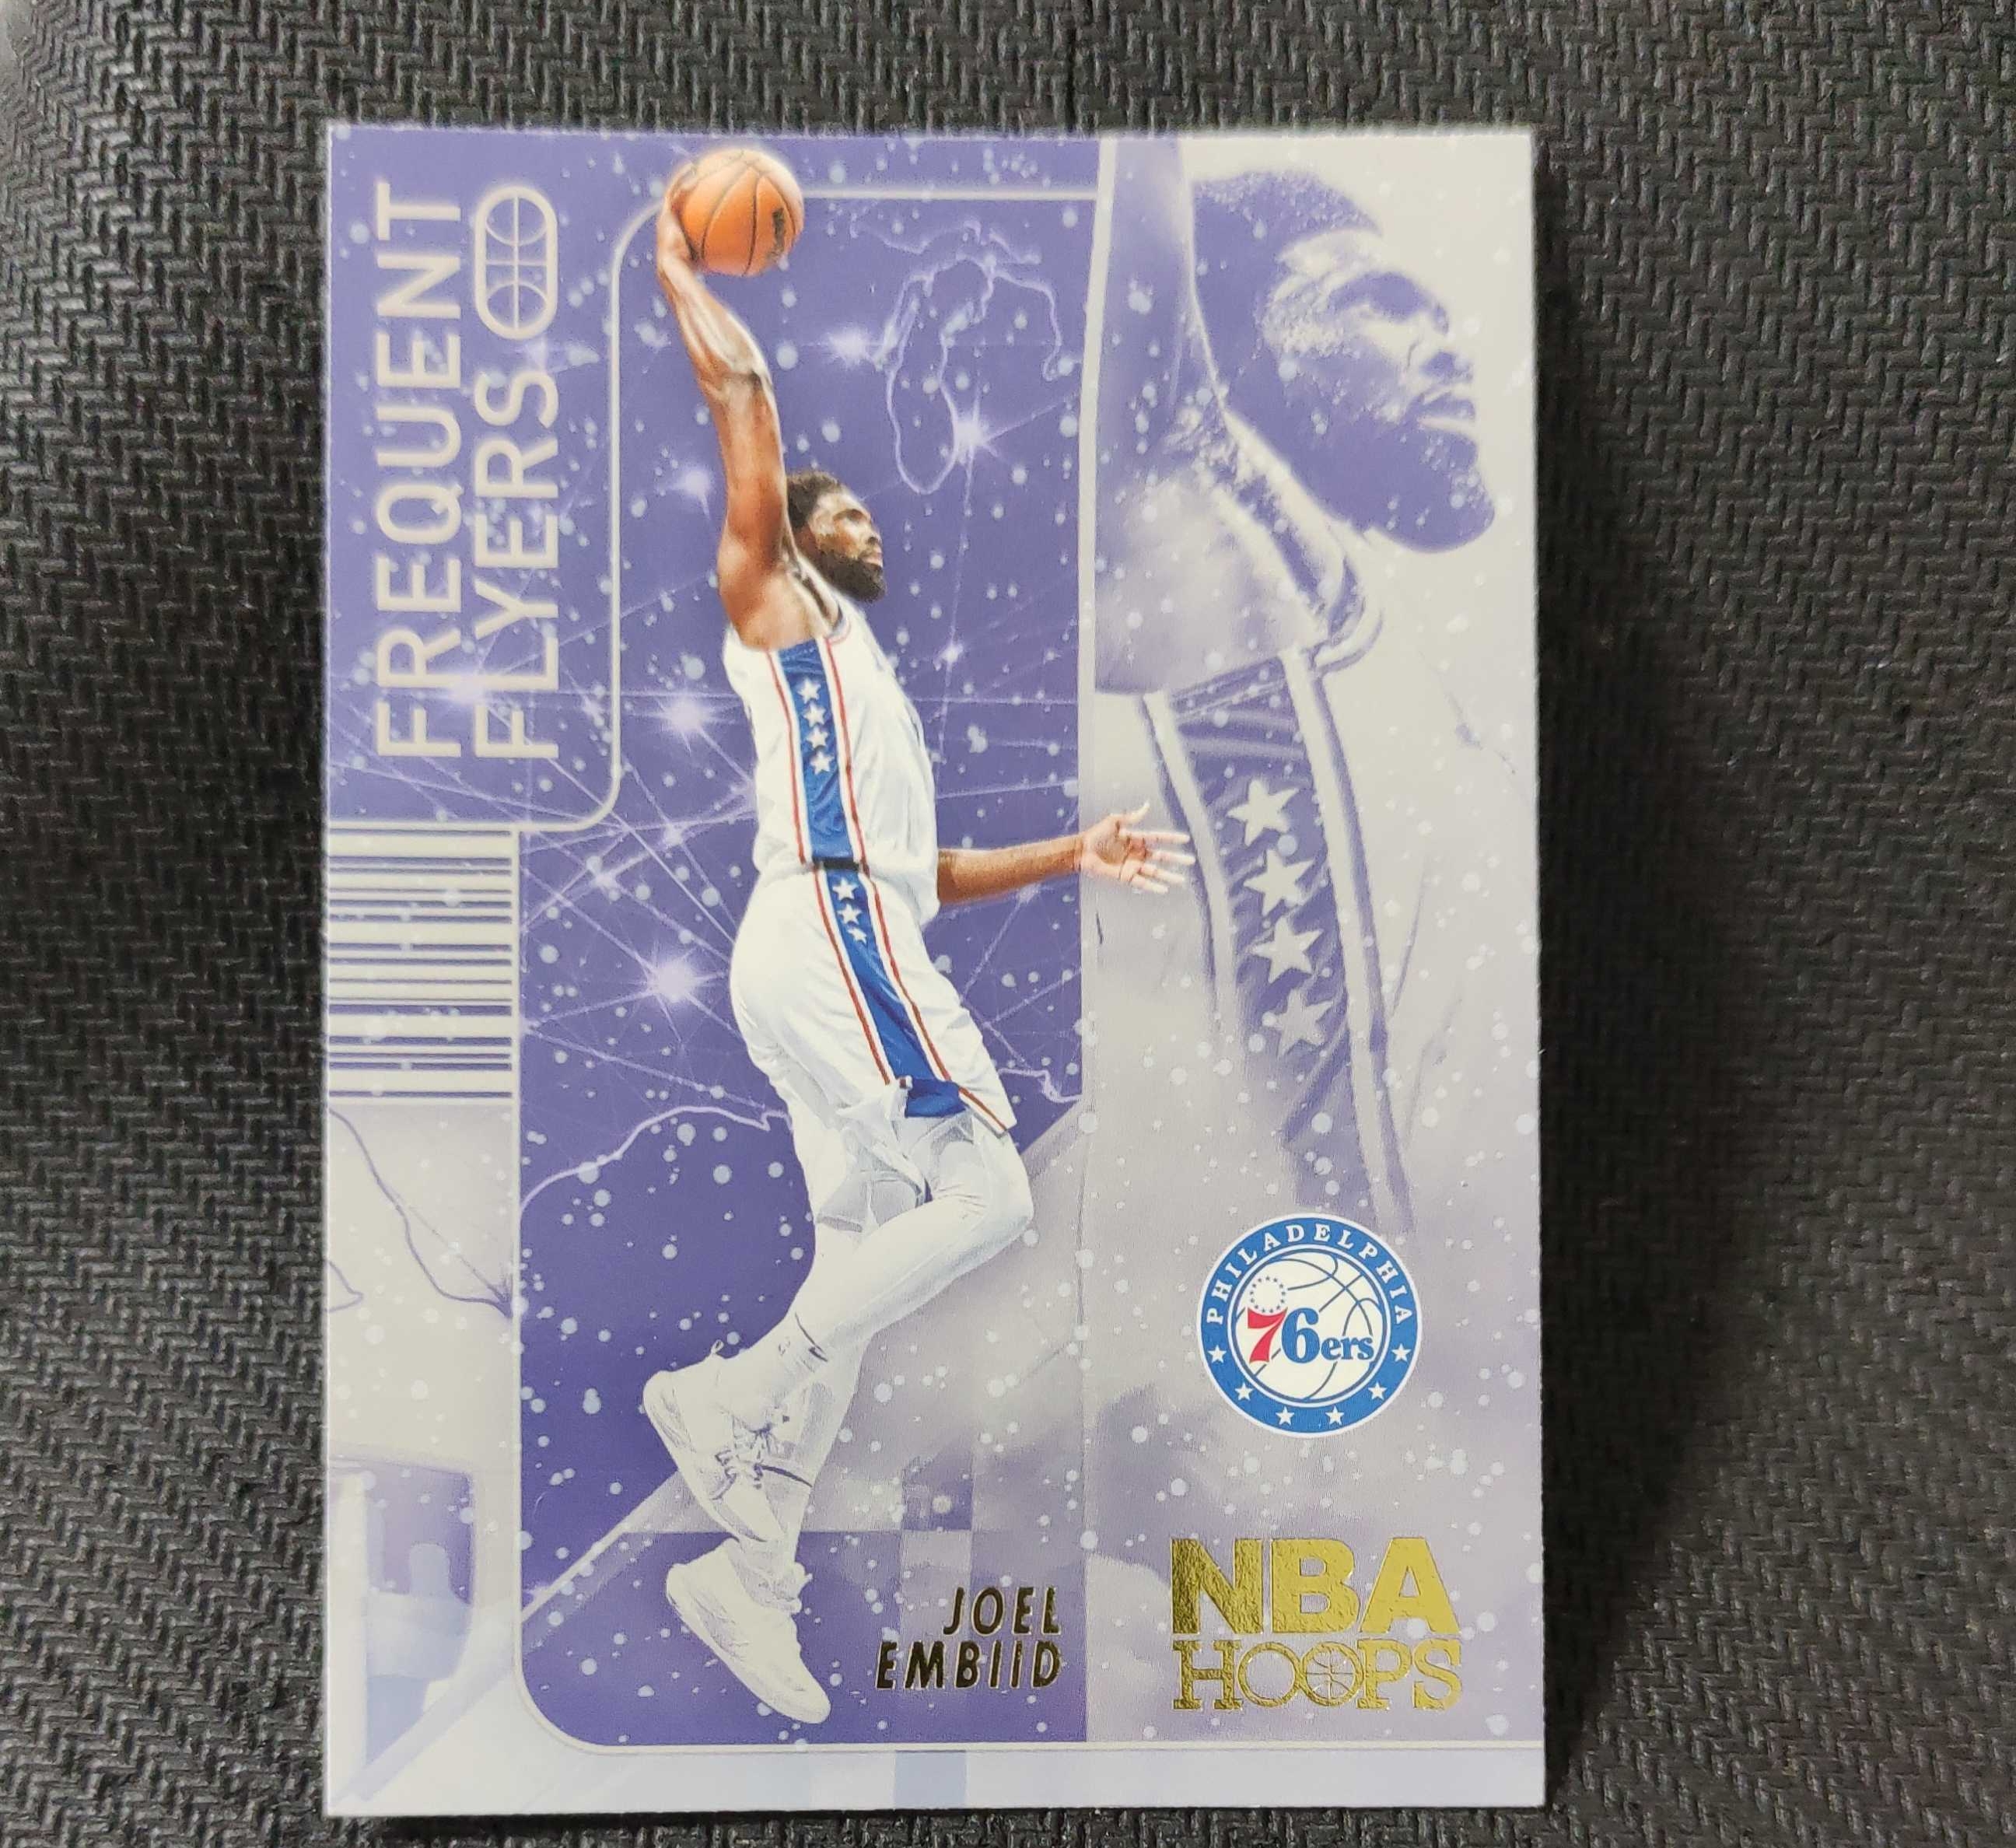 FREQUENT
FLYERS
PHILADELPHIA
76ers
JOEL
EMBIID
NBA
HOOPS